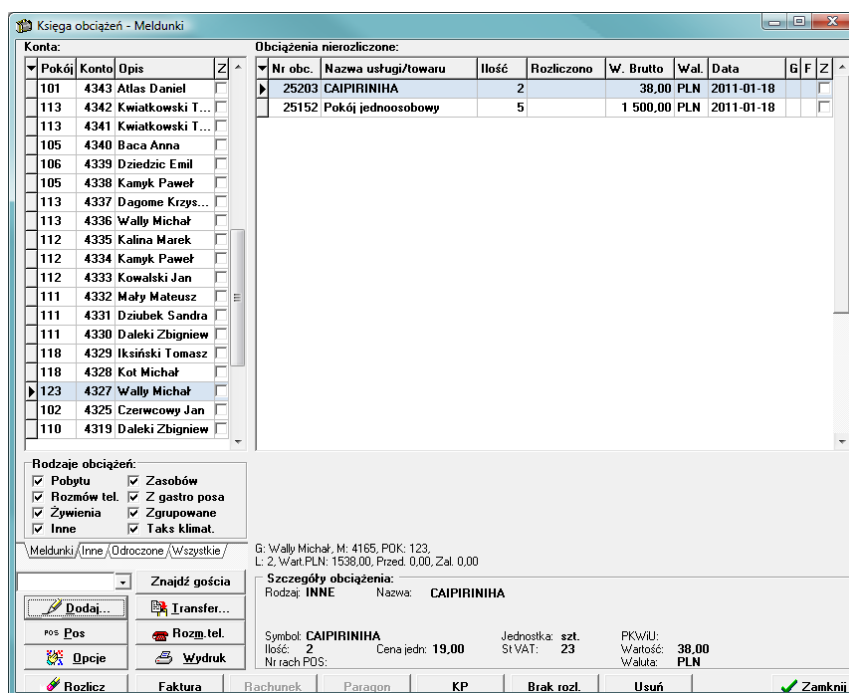 Księga obciążeń - Meldunki
Konta:
Pokój Konto Opis Z
101 4343 Atlas Daniel
113 4342 Kwiatkowski T...
113 4341 Kwiatkowski T...
105 4340 Baca Anna
106 4339 Dziedzic Emil
105 4338 Kamyk Paweł
113 4337 Dagome Krzys...
113 4336 Wally Michał
112 4335 Kalina Marek
112 4334 Kamyk Paweł
112 4333 Kowalski Jan
111 4332 Mały Mateusz
111 4331 Dziubek Sandra
111 4330 Daleki Zbigniew
118 4329 Iksiński Tomasz
118 4328 Kot Michał
123 4327 Wally Michał
102 4325 Czerwcowy Jan
110 4319 Daleki Zbigniew
Obciążenia nierozliczone:
Nr obc. Nazwa usługi/towaru Ilość Rozliczono W. Brutto Wal. Data G F Z
25203 CAIPIRINIHA 2 38,00 PLN 2011-01-18
25152 Pokój jednoosobowy 5 1 500,00 PLN 2011-01-18
Rodzaje obciążeń:
Pobytu Zasobów
Rozmów tel. Z gastro posa
Żywienia Zgrupowane
Inne Taks klimat.
Meldunki Inne Odroczone Wszystkie
G: Wally Michał, M: 4165, POK: 123,
L: 2, Wart.PLN: 1538,00, Przed. 0,00, Zal. 0,00
Znajdź gościa
Dodaj... Transfer...
POS Pos Rozm.tel.
Opcje Wydruk
Szczegóły obciążenia:
Rodzaj: INNE Nazwa: CAIPIRINIHA
Symbol: CAIPIRINIHA Jednostka: szt. PKWiU:
Ilość: 2 Cena jedn: 19,00 St VAT: 23 Wartość: 38,00
Nr rach POS: Waluta: PLN
Rozlicz Faktura Rachunek Paragon KP Brak rozl. Usuń Zamknij